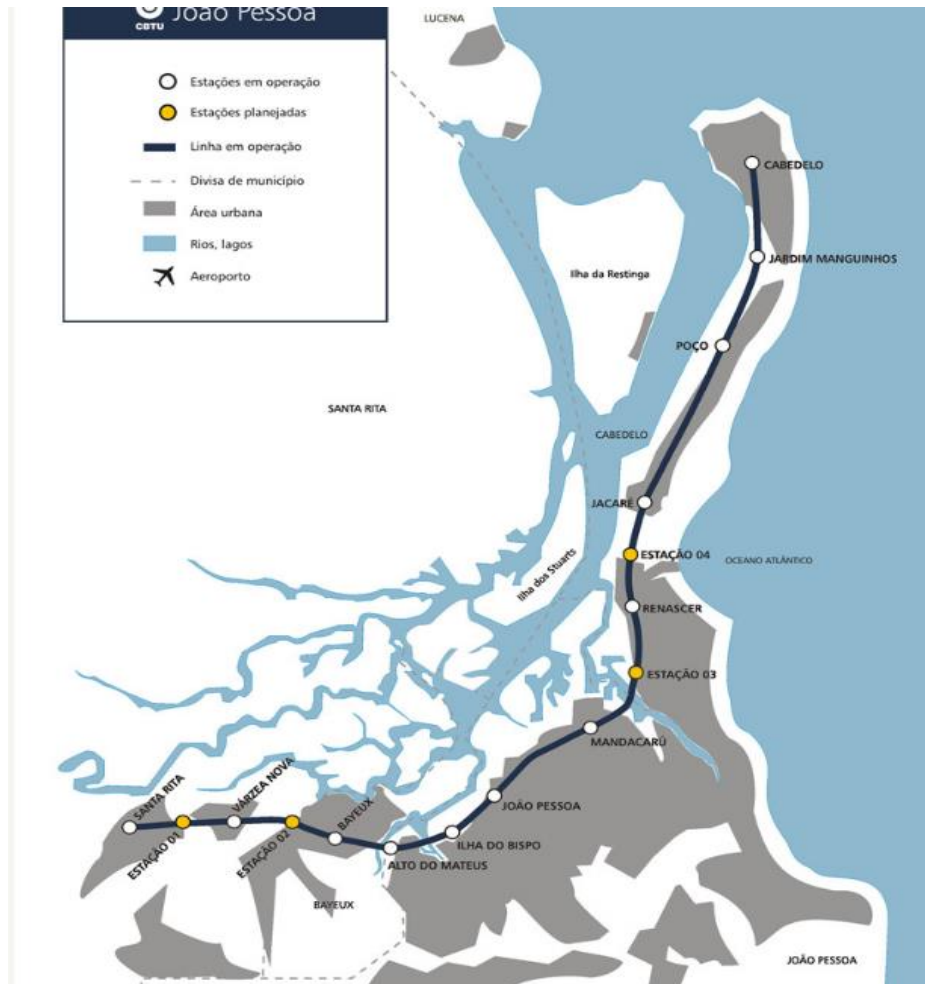 CBTU
João Pessoa
Estações em operação
Estações planejadas
Linha em operação
Divisa de município
Área urbana
Rios, lagos
Aeroporto
LUCENA
CABEDELO
JARDIM MANGUINHOS
Ilha da Restinga
POÇO
SANTA RITA
CABEDELO
JACARÉ
ESTAÇÃO 04
OCEANO ATLÂNTICO
Ilha dos Stuarts
RENASCER
ESTAÇÃO 03
MANDACARÚ
JOÃO PESSOA
ILHA DO BISPO
ALTO DO MATEUS
BAYEUX
ESTAÇÃO 02
VÁRZEA NOVA
ESTAÇÃO 01
SANTA RITA
BAYEUX
JOÃO PESSOA